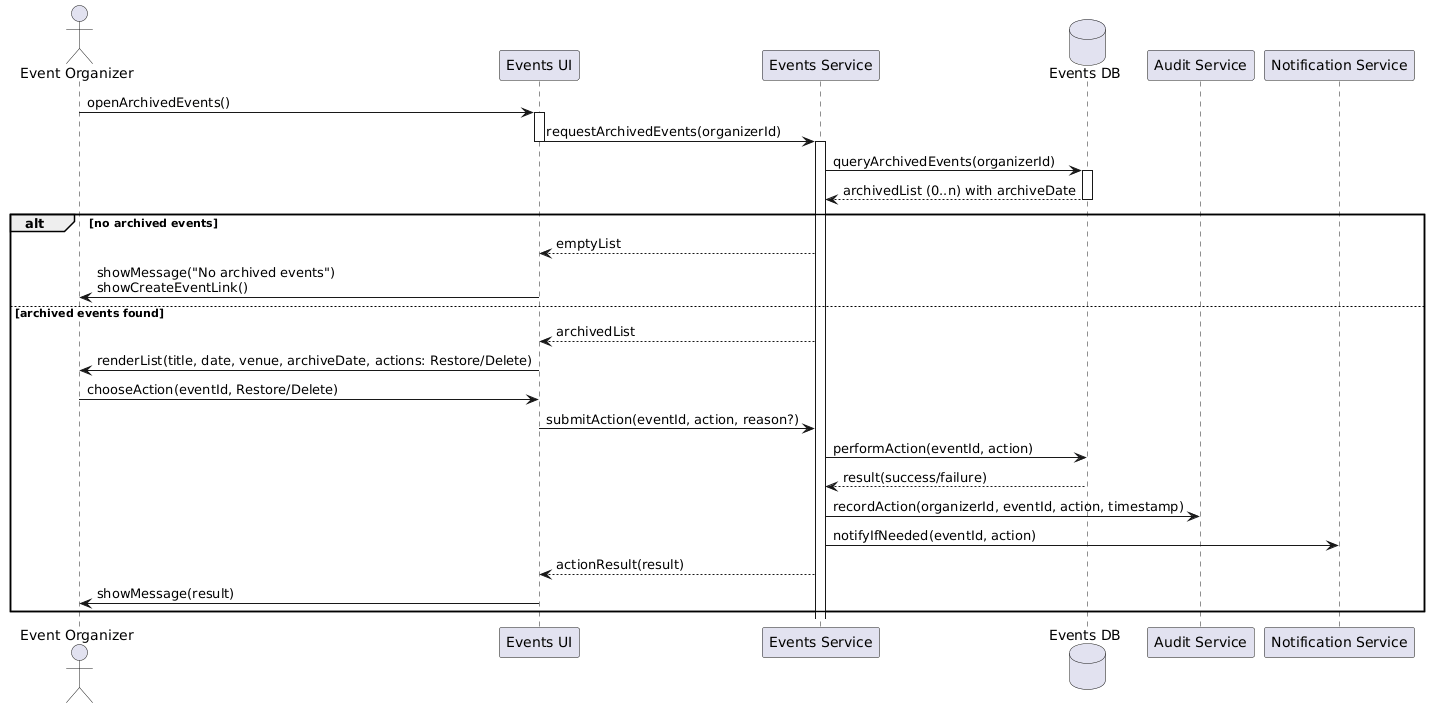 Event Organizer
Events UI
Events Service
Events DB
Audit Service
Notification Service
openArchivedEvents()
requestArchivedEvents(organizerId)
queryArchivedEvents(organizerId)
archivedList (0..n) with archiveDate
alt
[no archived events]
emptyList
showMessage("No archived events")
showCreateEventLink()
[archived events found]
archivedList
renderList(title, date, venue, archiveDate, actions: Restore/Delete)
chooseAction(eventId, Restore/Delete)
submitAction(eventId, action, reason?)
performAction(eventId, action)
result(success/failure)
recordAction(organizerId, eventId, action, timestamp)
notifyIfNeeded(eventId, action)
actionResult(result)
showMessage(result)
Event Organizer
Events UI
Events Service
Events DB
Audit Service
Notification Service